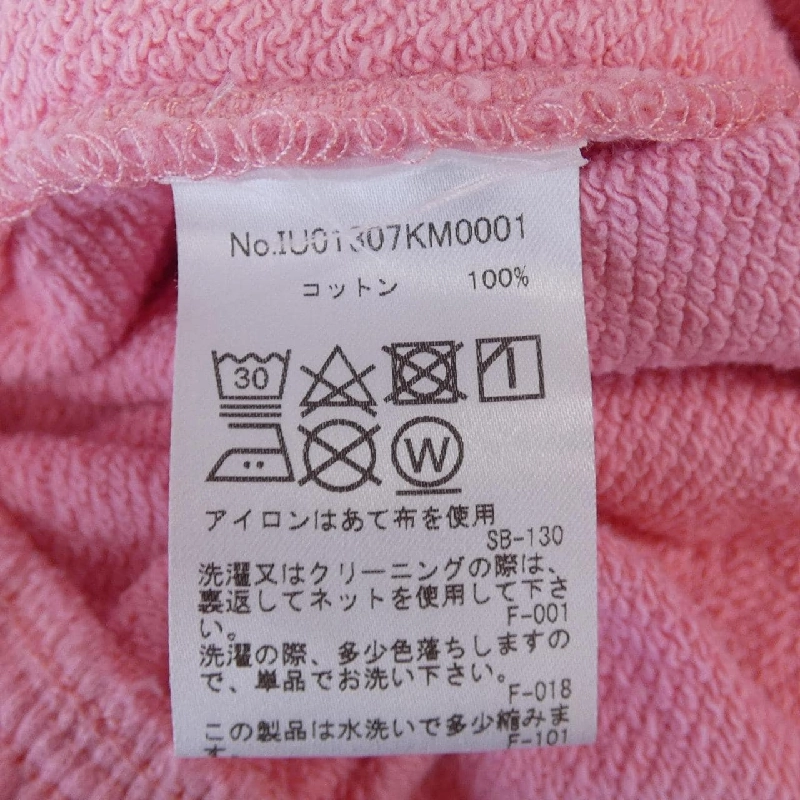 No.IU01307KM0001
コットン 100%
30
W
アイロンはあて布を使用
SB-130
洗濯又はクリーニングの際は、
裏返してネットを使用して下さ
い。
F-001
洗濯の際、多少色落ちしますの
で、単品でお洗い下さい。
F-018
この製品は水洗いで多少縮みま
す。
F-101